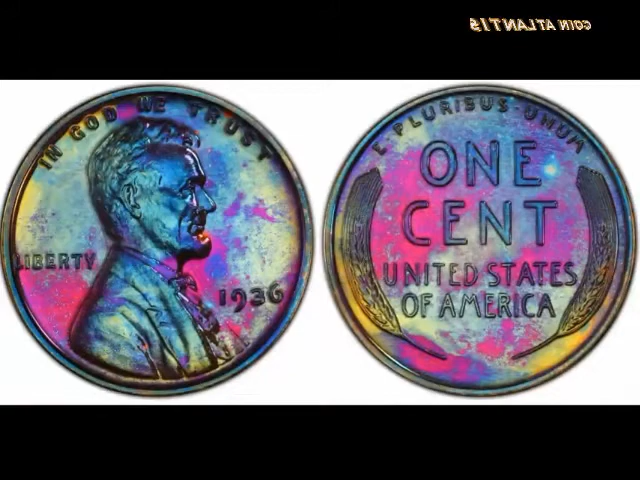 COIN ATLANTIS
IN GOD WE TRUST
LIBERTY
1936
E·PLURIBUS·UNUM
ONE
CENT
UNITED STATES
OF AMERICA